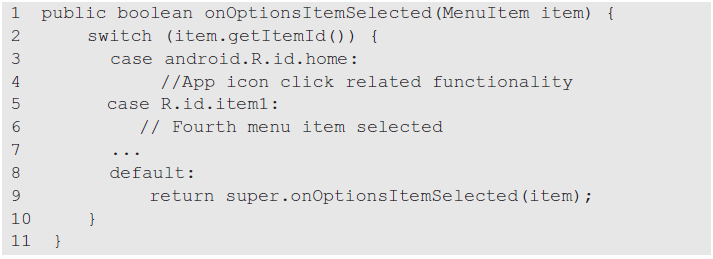 1 public boolean onOptionsItemSelected(MenuItem item) {
2 switch (item.getItemId()) {
3 case android.R.id.home:
4 //App icon click related functionality
5 case R.id.item1:
6 // Fourth menu item selected
7 ...
8 default:
9 return super.onOptionsItemSelected(item);
10 }
11 }